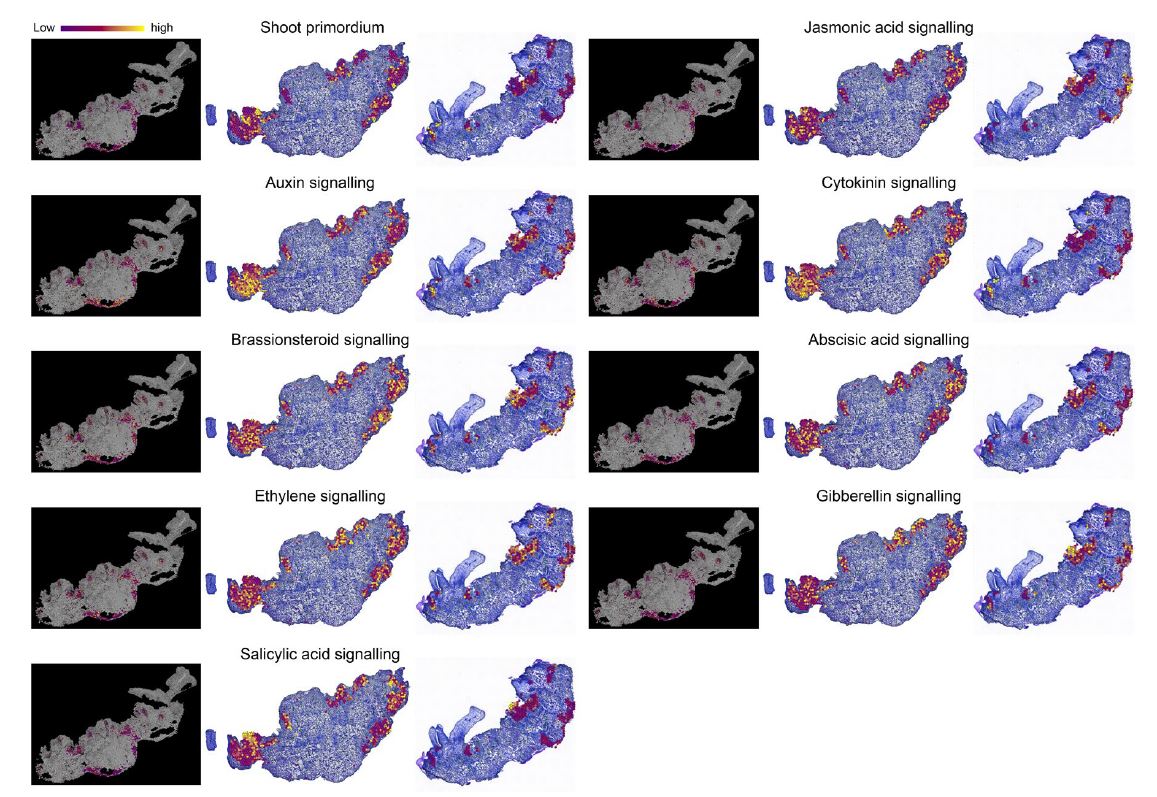 Low high
Shoot primordium
Jasmonic acid signalling
Auxin signalling
Cytokinin signalling
Brassionsteroid signalling
Abscisic acid signalling
Ethylene signalling
Gibberellin signalling
Salicylic acid signalling